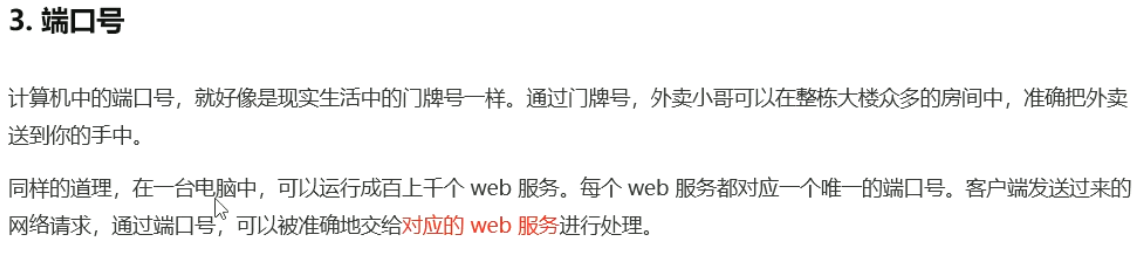 3. 端口号
计算机中的端口号，就好像是现实生活中的门牌号一样。通过门牌号，外卖小哥可以在整栋大楼众多的房间中，准确把外卖
送到你的手中。
同样的道理，在一台电脑中，可以运行成百上千个 web 服务。每个 web 服务都对应一个唯一的端口号。客户端发送过来的
网络请求，通过端口号，可以被准确地交给对应的 web 服务进行处理。